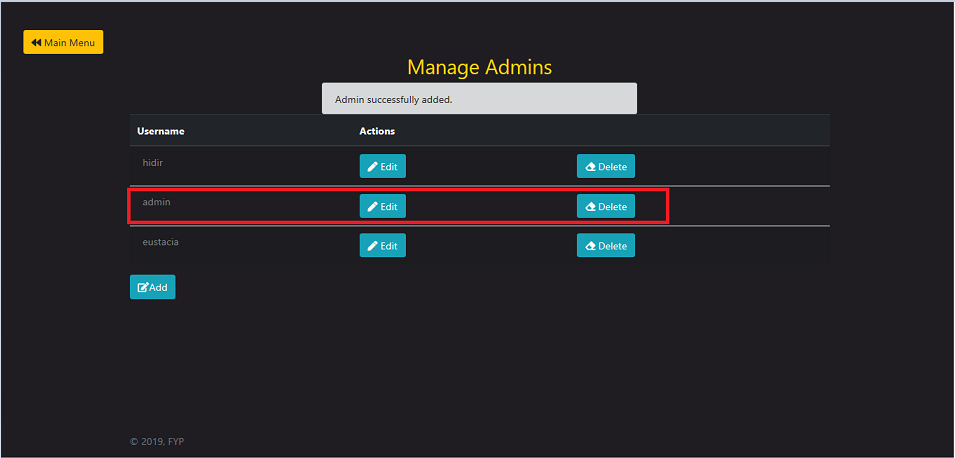 Main Menu
Manage Admins
Admin successfully added.
Username Actions
hidir Edit Delete
admin Edit Delete
eustacia Edit Delete
Add
© 2019, FYP